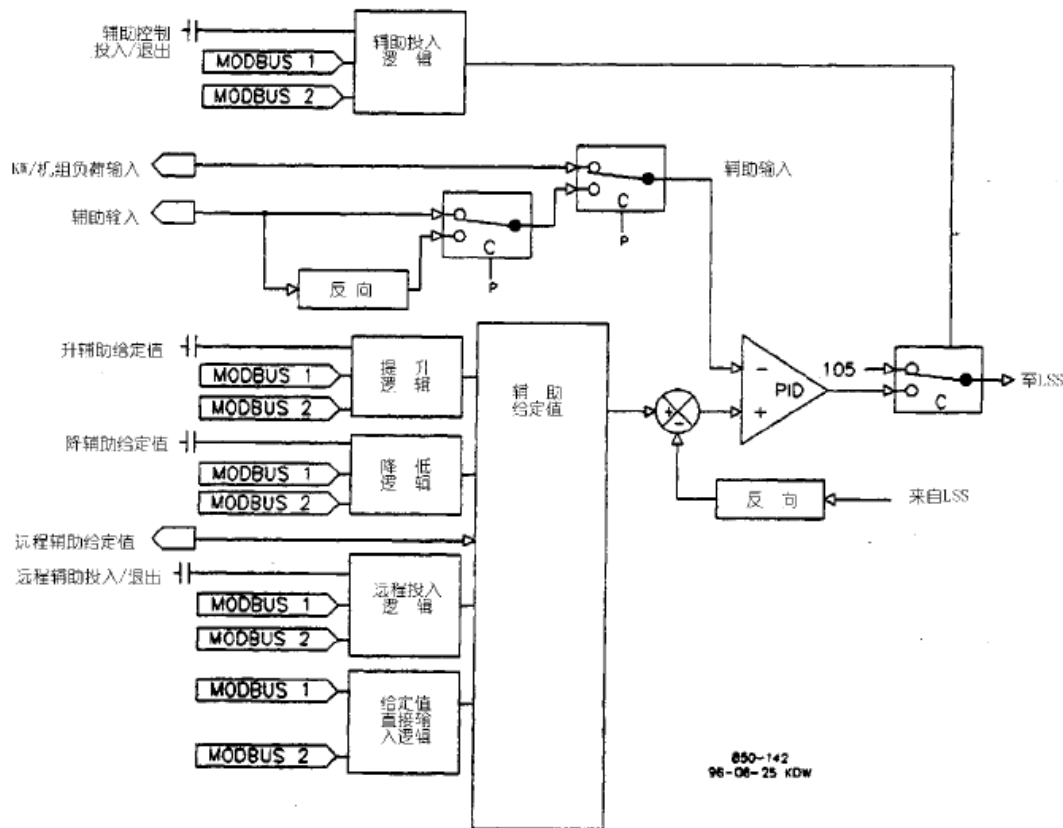 辅助控制
投入/退出
MODBUS 1
MODBUS 2
辅助投入
逻 辑
KW/机组负荷输入
辅助输入
反 向
C
P
C
P
辅助输入
升辅助给定值
MODBUS 1
MODBUS 2
提 升
逻 辑
降辅助给定值
MODBUS 1
MODBUS 2
降 低
逻 辑
远程辅助给定值
远程辅助投入/退出
MODBUS 1
MODBUS 2
远程投入
逻 辑
MODBUS 1
MODBUS 2
给定值
直接输
入逻辑
辅 助
给定值
+
-
-
PID
+
105
C
至LSS
反 向
来自LSS
850-142
96-08-25 KDW